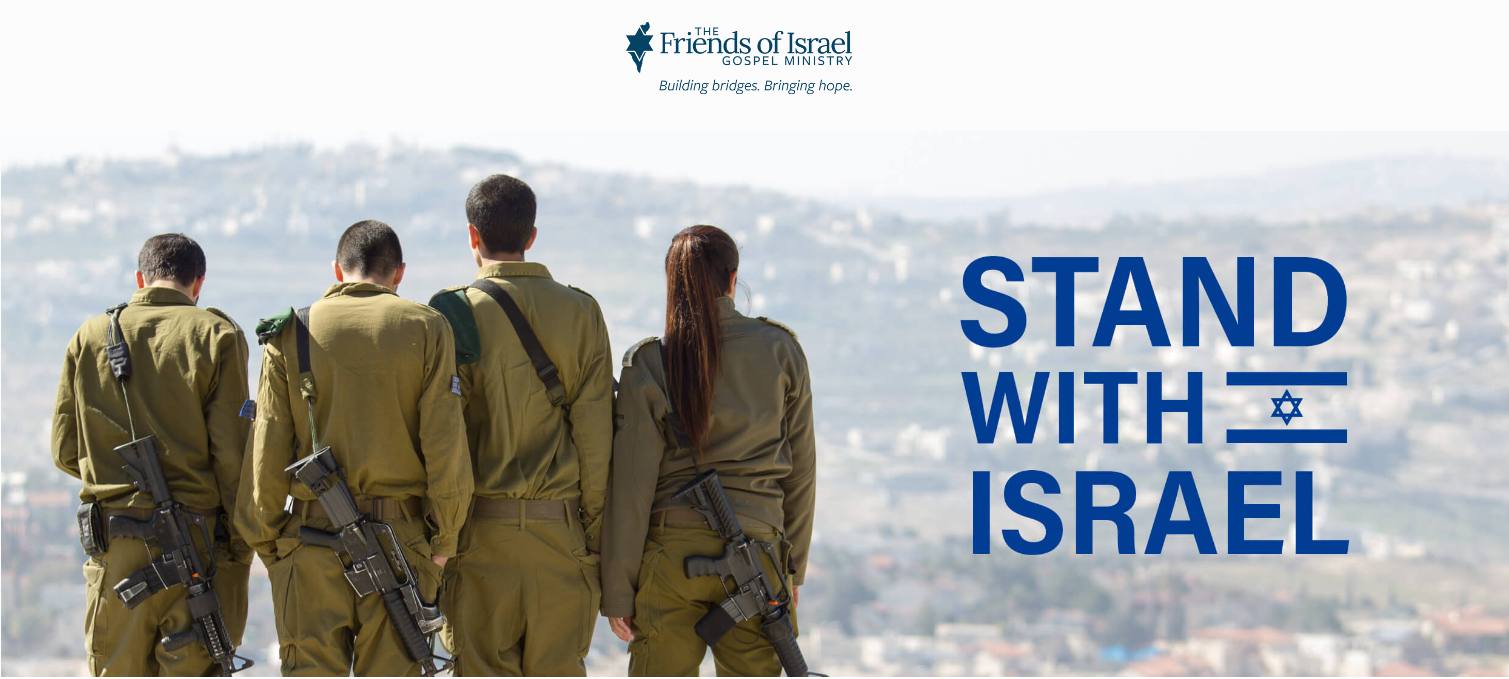 THE
Friends of Israel
GOSPEL MINISTRY
Building bridges. Bringing hope.
STAND
WITH
ISRAEL